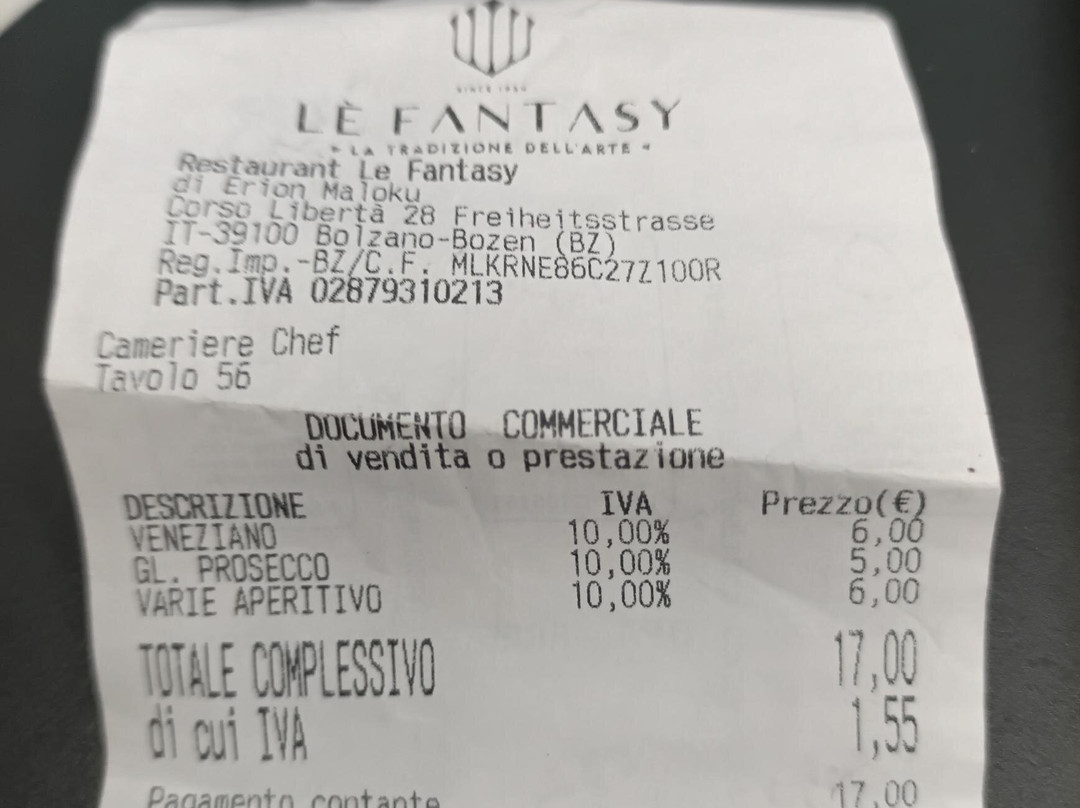 LÈ FANTASY
LA TRADIZIONE DELL'ARTE
Restaurant Le Fantasy
di Erion Maloku
Corso Libertà 28 Freiheitsstrasse
IT-39100 Bolzano-Bozen (BZ)
Reg.Imp.-BZ/C.F. MLKRNE86C27Z100R
Part.IVA 02879310213
Cameriere Chef
Tavolo 56
DOCUMENTO COMMERCIALE
di vendita o prestazione
DESCRIZIONE IVA Prezzo(€)
VENEZIANO 10,00% 6,00
GL. PROSECCO 10,00% 5,00
VARIE APERITIVO 10,00% 6,00
TOTALE COMPLESSIVO 17,00
di cui IVA 1,55
Pagamento contante 17,00